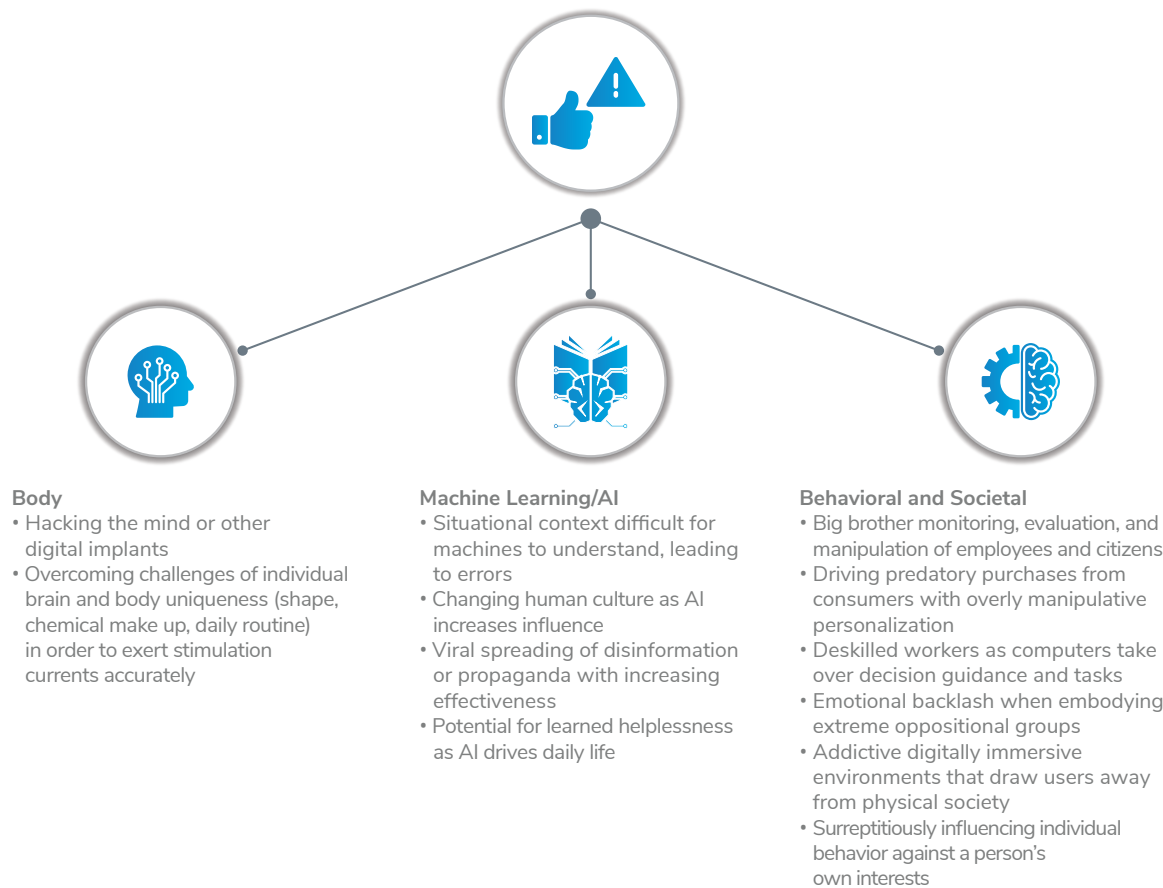 Body
• Hacking the mind or other
digital implants
• Overcoming challenges of individual
brain and body uniqueness (shape,
chemical make up, daily routine)
in order to exert stimulation
currents accurately
Machine Learning/AI
• Situational context difficult for
machines to understand, leading
to errors
• Changing human culture as AI
increases influence
• Viral spreading of disinformation
or propaganda with increasing
effectiveness
• Potential for learned helplessness
as AI drives daily life
Behavioral and Societal
• Big brother monitoring, evaluation, and
manipulation of employees and citizens
• Driving predatory purchases from
consumers with overly manipulative
personalization
• Deskilled workers as computers take
over decision guidance and tasks
• Emotional backlash when embodying
extreme oppositional groups
• Addictive digitally immersive
environments that draw users away
from physical society
• Surreptitiously influencing individual
behavior against a person’s
own interests